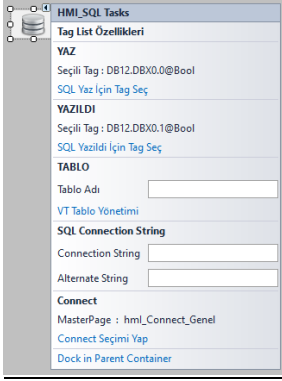 HMI_SQL Tasks
Tag List Özellikleri
YAZ
Seçili Tag : DB12.DBX0.0@Bool
SQL Yaz İçin Tag Seç
YAZILDI
Seçili Tag : DB12.DBX0.1@Bool
SQL Yazildi İçin Tag Seç
TABLO
Tablo Adı
VT Tablo Yönetimi
SQL Connection String
Connection String
Alternate String
Connect
MasterPage : hml_Connect_Genel
Connect Seçimi Yap
Dock in Parent Container